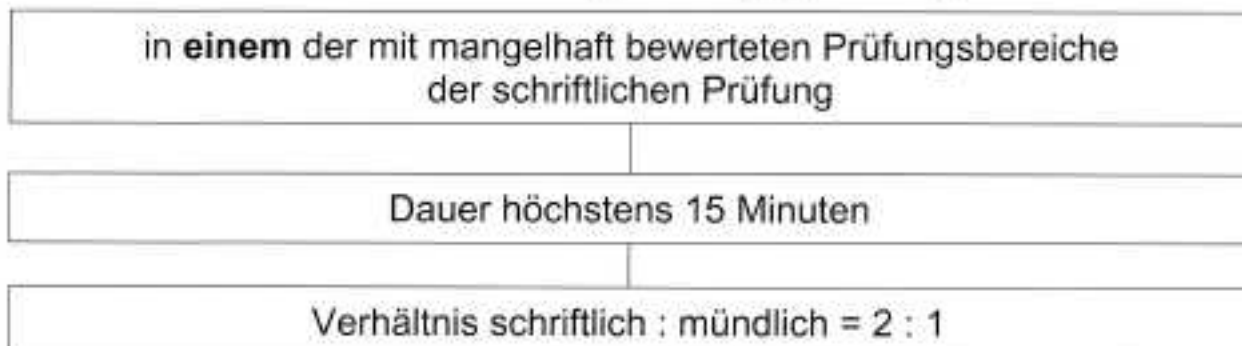 in einem der mit mangelhaft bewerteten Prüfungsbereiche
der schriftlichen Prüfung
Dauer höchstens 15 Minuten
Verhältnis schriftlich : mündlich = 2 : 1